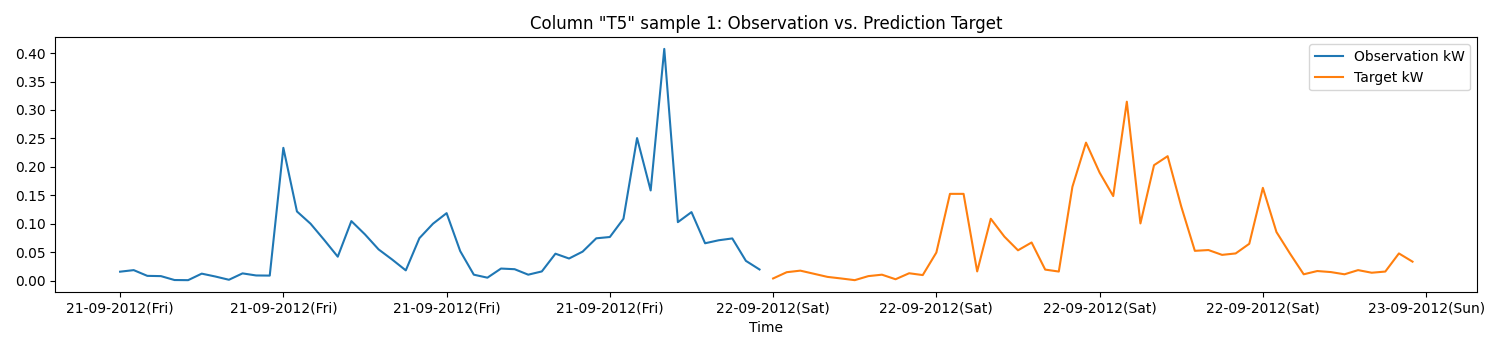 Column "T5" sample 1: Observation vs. Prediction Target
Observation kW
Target kW
0.40
0.35
0.30
0.25
0.20
0.15
0.10
0.05
0.00
21-09-2012(Fri) 21-09-2012(Fri) 21-09-2012(Fri) 21-09-2012(Fri) 22-09-2012(Sat) 22-09-2012(Sat) 22-09-2012(Sat) 22-09-2012(Sat) 23-09-2012(Sun)
Time